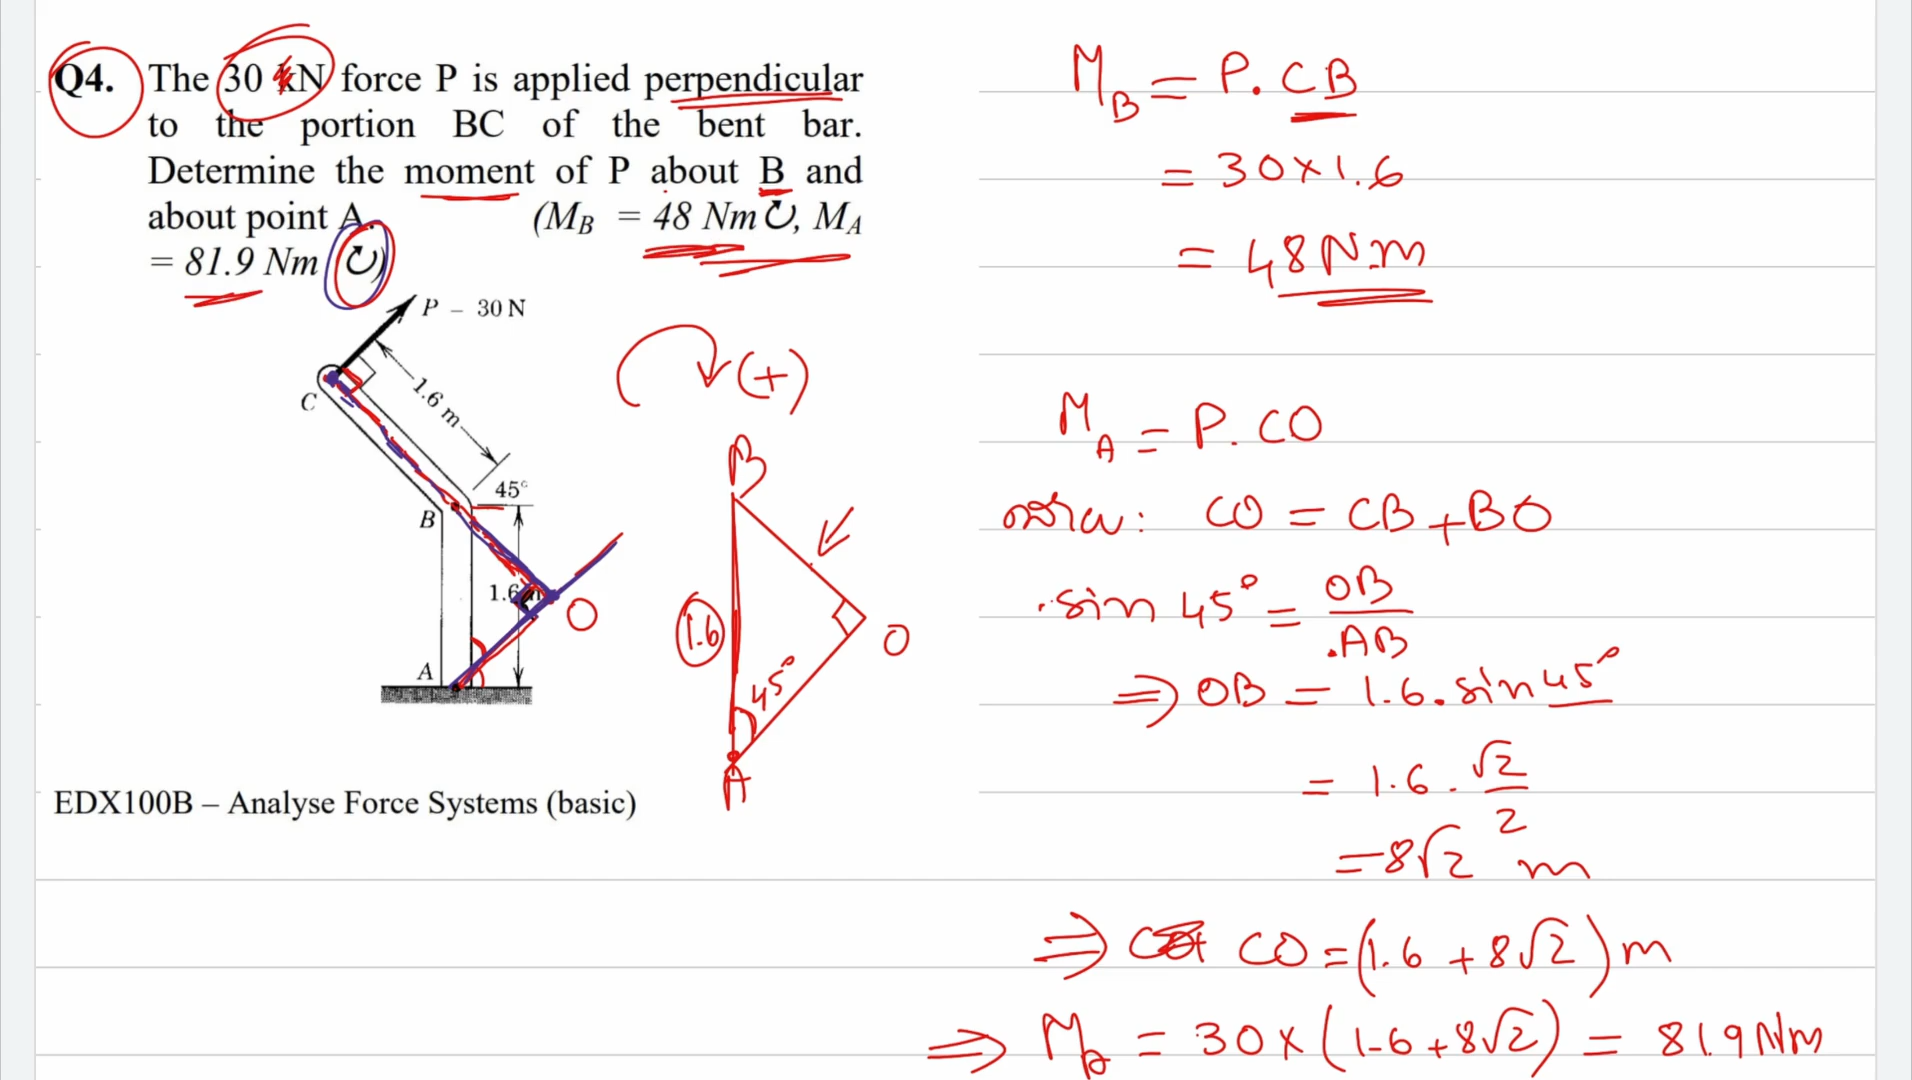 Q4. The 30 kN force P is applied perpendicular
to the portion BC of the bent bar.
Determine the moment of P about B and
about point A. (MB = 48 Nm ↻, MA
= 81.9 Nm ↻)
P – 30 N
C
1.6 m
45°
B
1.6 m
O
A
(+)
B
1.6
O
45°
A
EDX100B – Analyse Force Systems (basic)
MB = P.CB
= 30×1.6
= 48 N.m
MA = P.CO
CO = CB+BO
sin 45° = OB/AB
⇒ OB = 1.6.sin45°
= 1.6.√2/2
=8√2 m
⇒ CO=(1.6 +8√2)m
⇒ MA = 30×(1.6+8√2) = 81.9 Nm